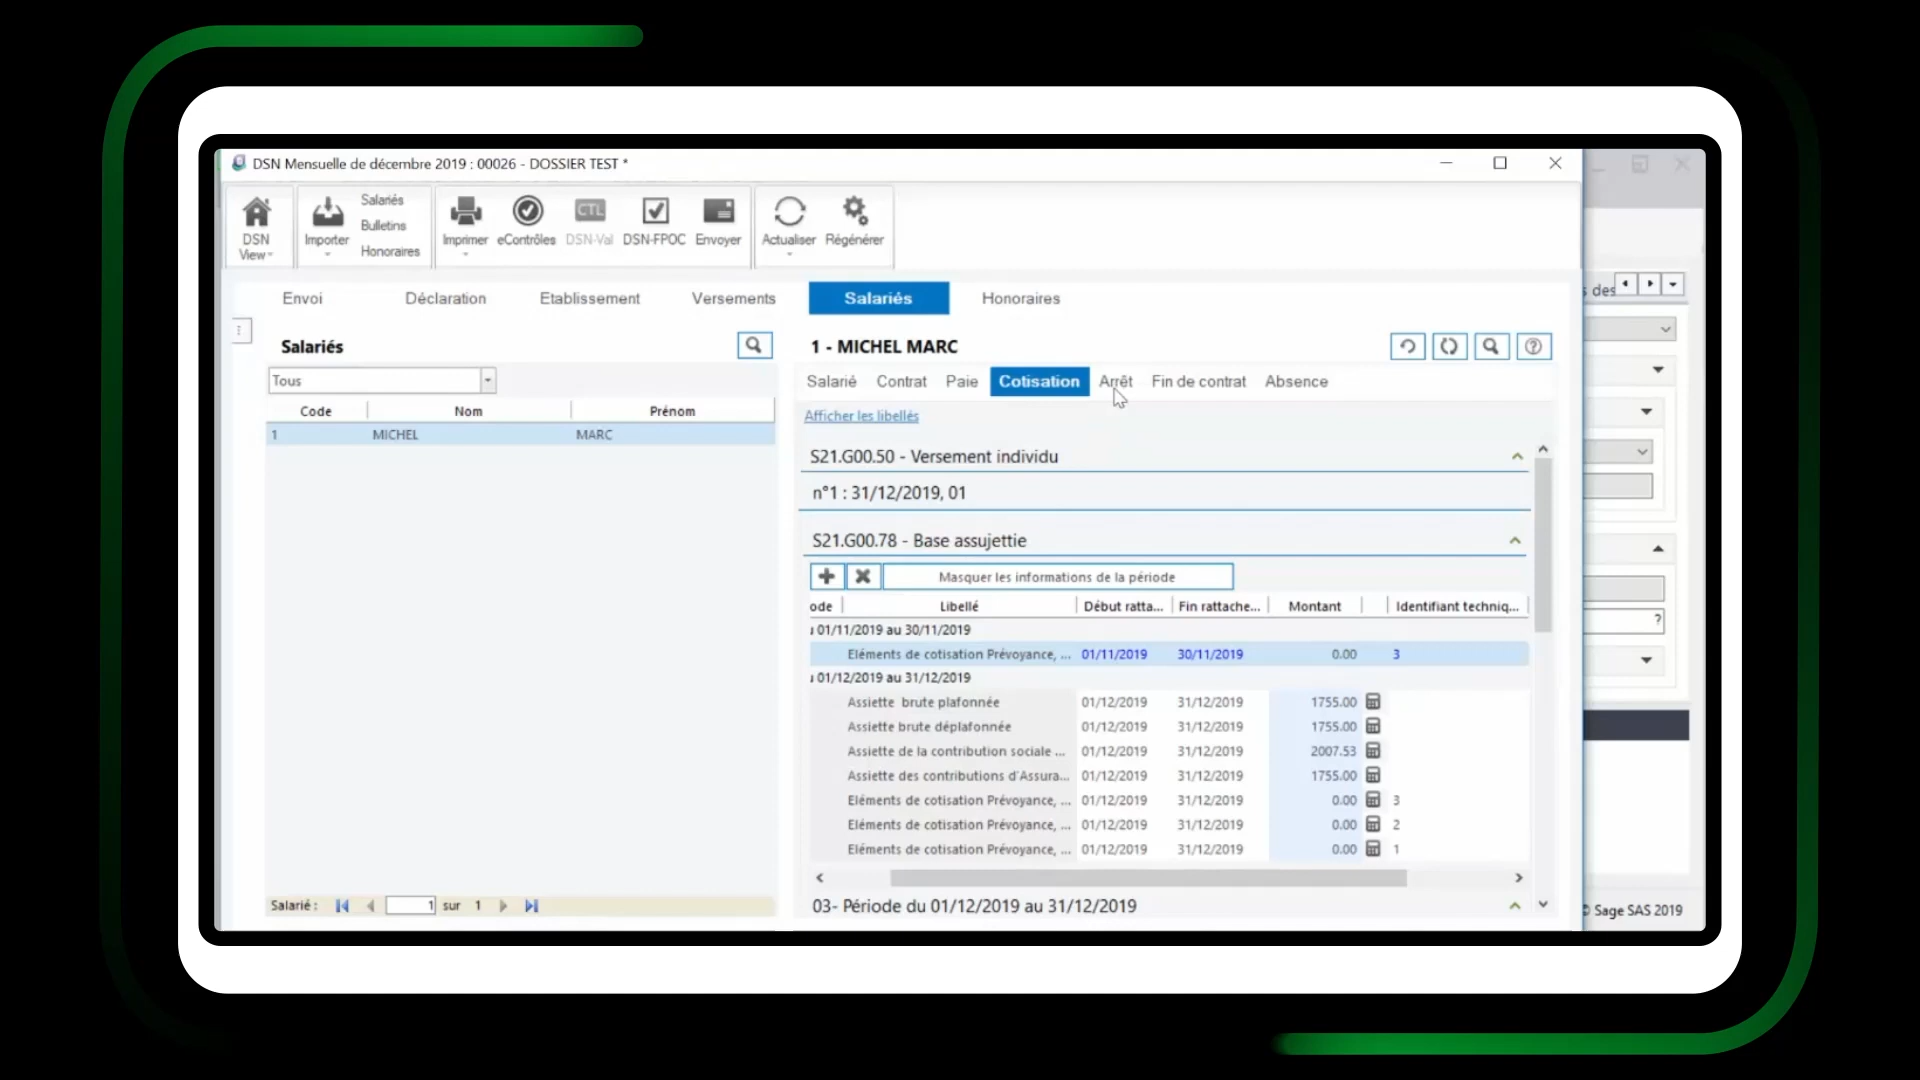 DSN Mensuelle de décembre 2019 : 00026 - DOSSIER TEST *
DSN View
Importer
Salariés
Bulletins
Honoraires
Imprimer
eContrôles
CTL
DSN-Val
DSN-FPOC
Envoyer
Actualiser
Régénérer
Envoi Déclaration Etablissement Versements Salariés Honoraires
Salariés
Tous
Code Nom Prénom
1 MICHEL MARC
Salarié : 1 sur 1
1 - MICHEL MARC
Salarié Contrat Paie Cotisation Arrêt Fin de contrat Absence
Afficher les libellés
S21.G00.50 - Versement individu
n°1 : 31/12/2019, 01
S21.G00.78 - Base assujettie
Masquer les informations de la période
ode Libellé Début ratta... Fin rattache... Montant Identifiant techniq...
01/11/2019 au 30/11/2019
Eléments de cotisation Prévoyance, ... 01/11/2019 30/11/2019 0.00 3
01/12/2019 au 31/12/2019
Assiette brute plafonnée 01/12/2019 31/12/2019 1755.00
Assiette brute déplafonnée 01/12/2019 31/12/2019 1755.00
Assiette de la contribution sociale ... 01/12/2019 31/12/2019 2007.53
Assiette des contributions d'Assura... 01/12/2019 31/12/2019 1755.00
Eléments de cotisation Prévoyance, ... 01/12/2019 31/12/2019 0.00 3
Eléments de cotisation Prévoyance, ... 01/12/2019 31/12/2019 0.00 2
Eléments de cotisation Prévoyance, ... 01/12/2019 31/12/2019 0.00 1
03- Période du 01/12/2019 au 31/12/2019
s des
?
© Sage SAS 2019